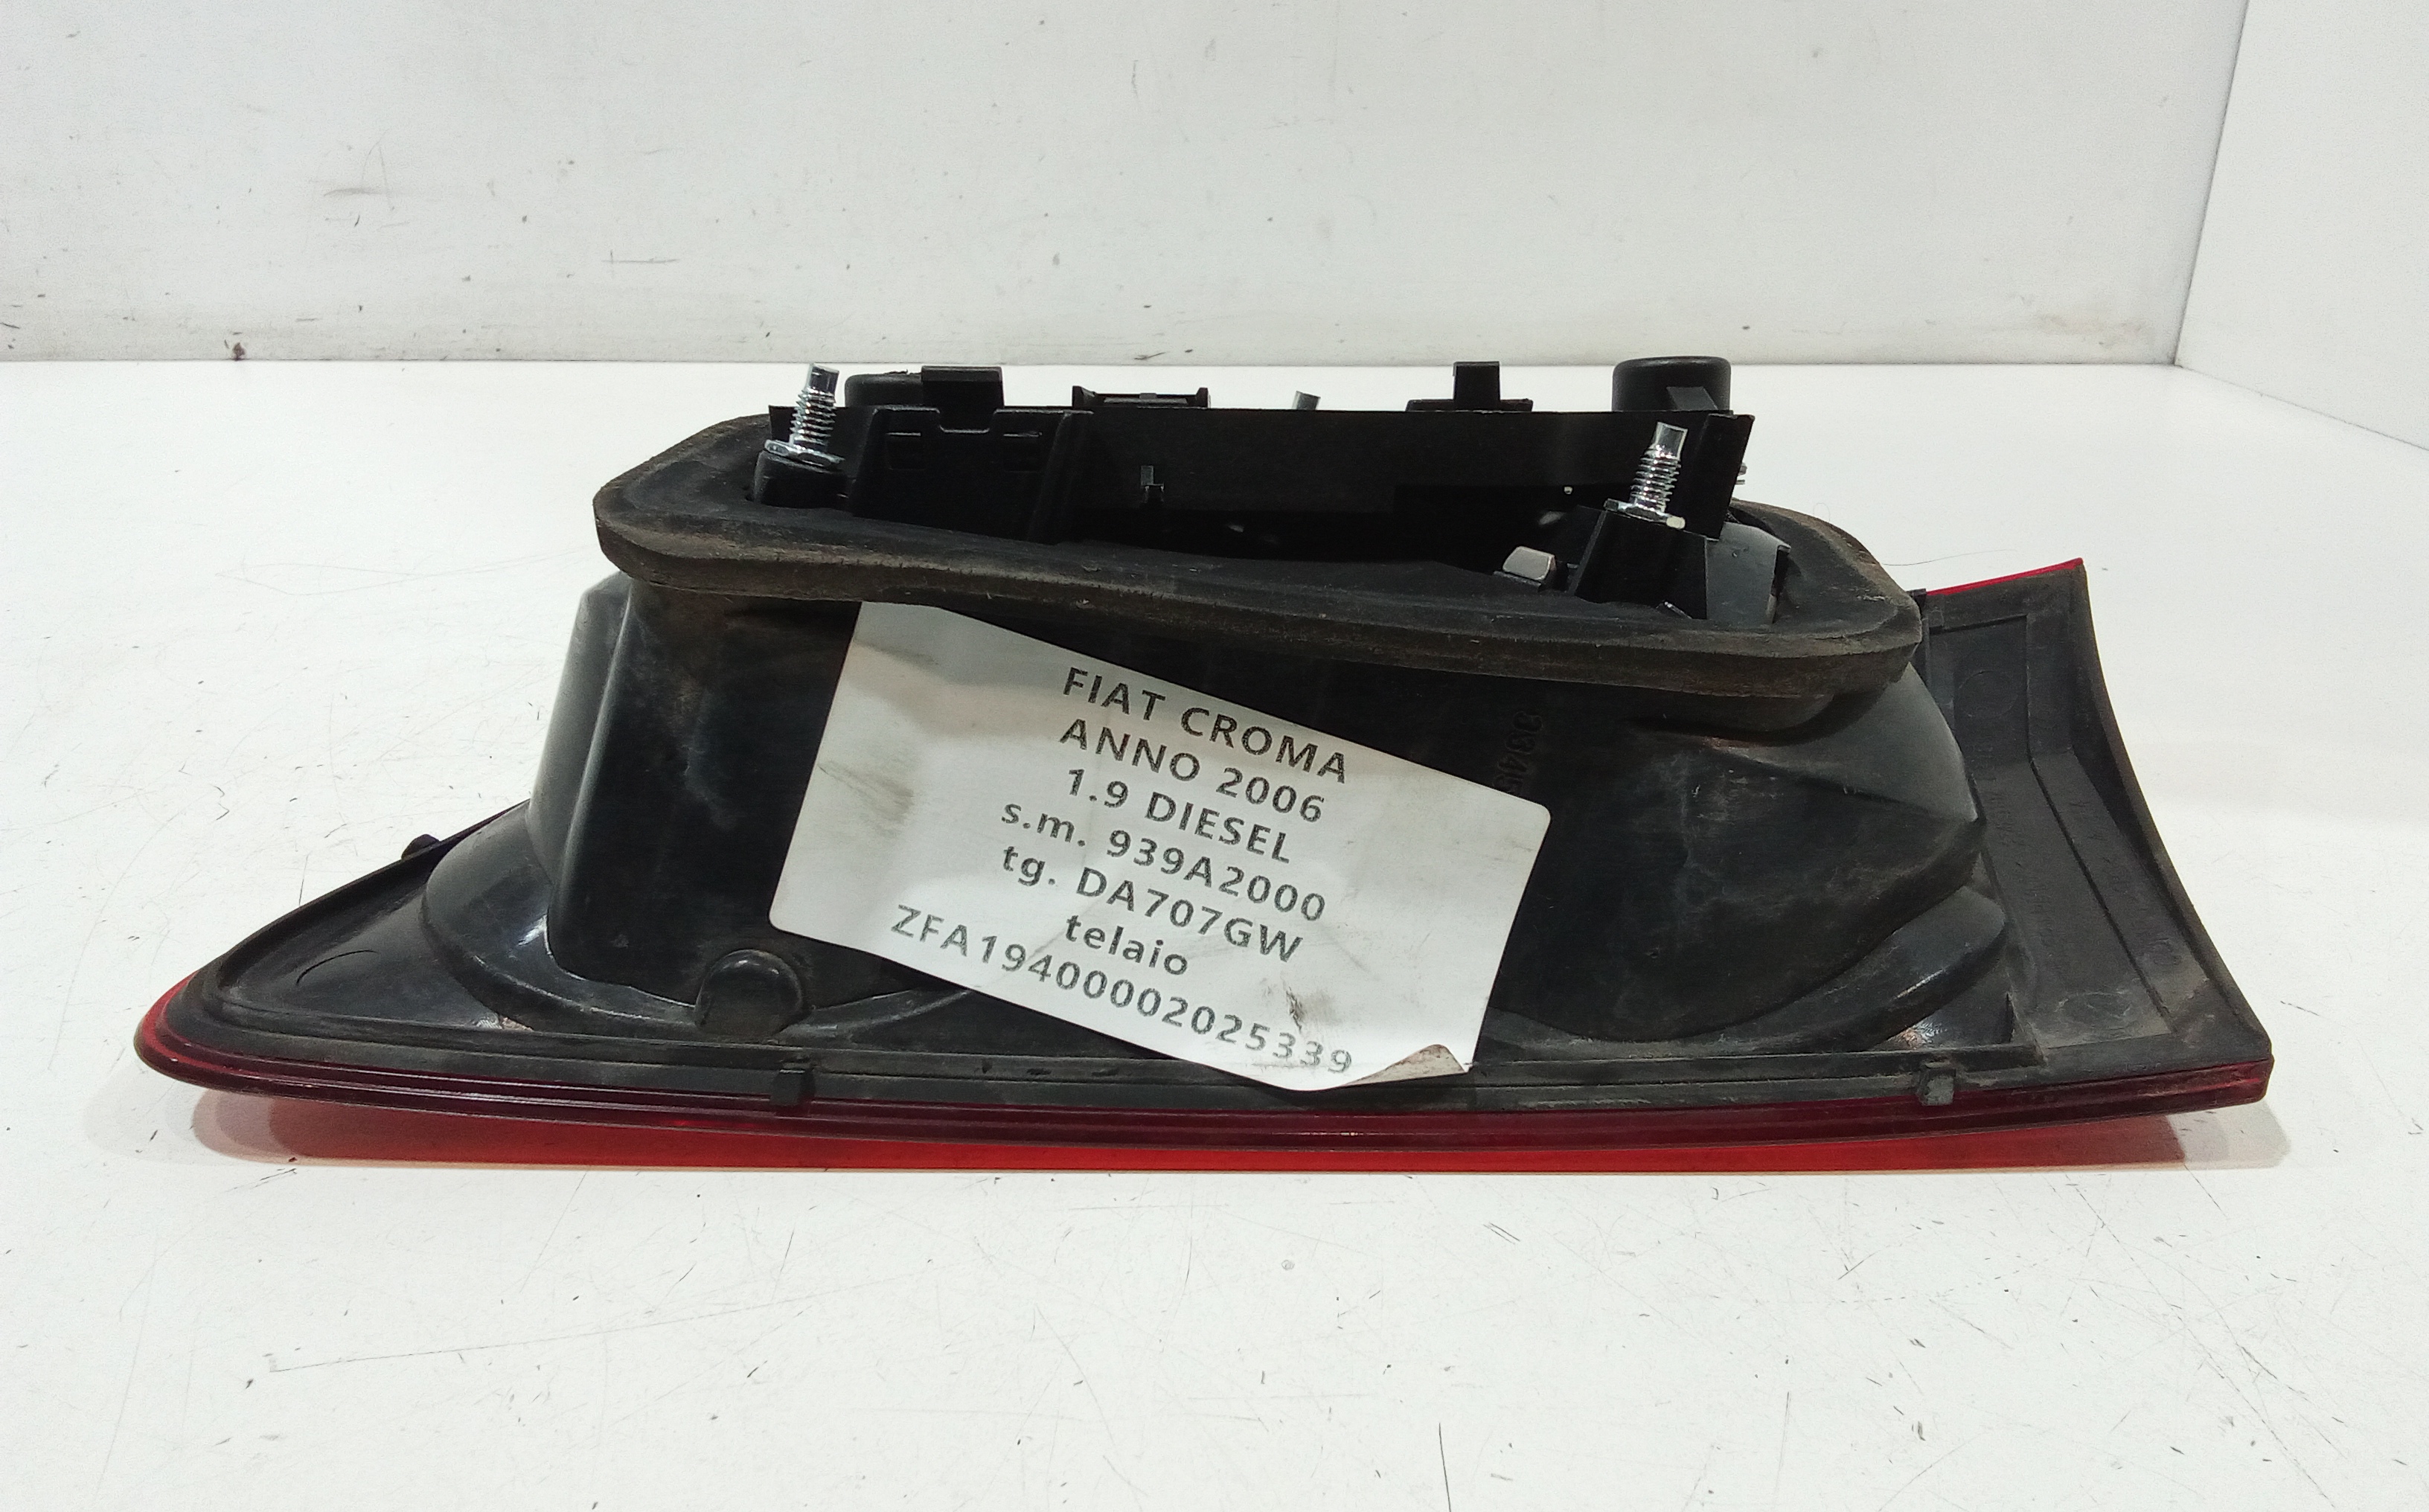 FIAT CROMA
ANNO 2006
1.9 DIESEL
s.m. 939A2000
tg. DA707GW
telaio
ZFA19400002025339